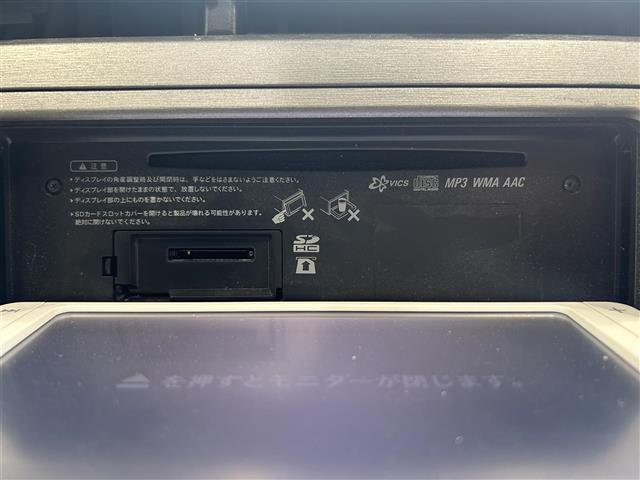 注意
▸ディスプレイの角度調整時及び開閉時は、手などをはさまないようご注意ください。
▸ディスプレイ部を開けたままの状態で、放置しないでください。
▸ディスプレイ部の上にものを置かないでください。
▸SDカードスロットカバーを開けると製品が壊れる可能性があります。
絶対に開けないでください。
VICS
DISC
MP3 WMA AAC
SD
HC
を押すとモニターが閉じます。